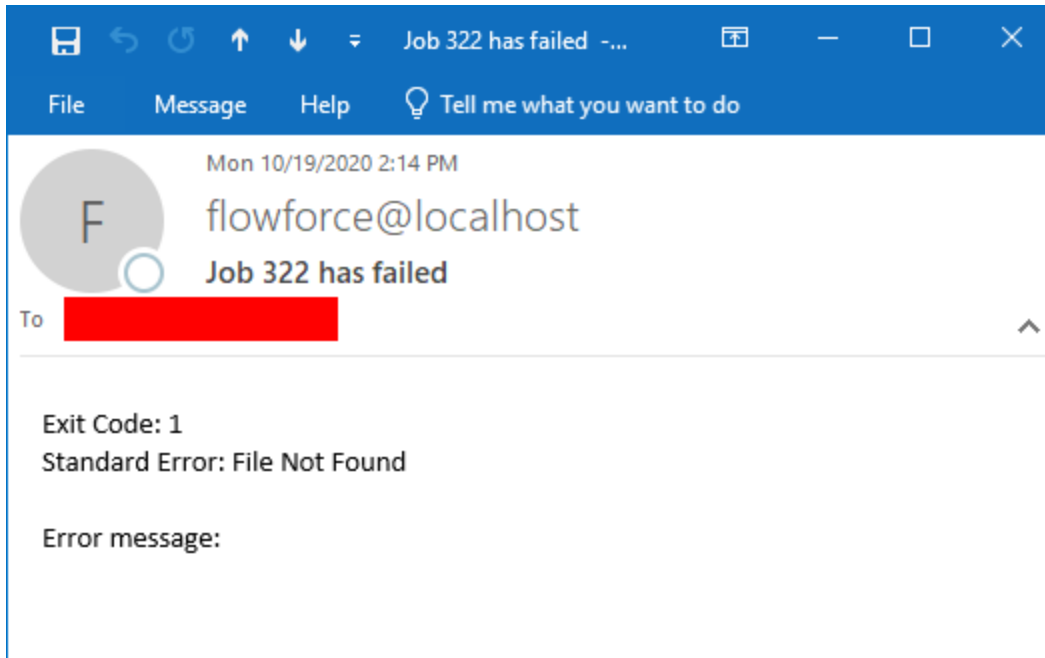 Job 322 has failed -...
File Message Help Tell me what you want to do
Mon 10/19/2020 2:14 PM
F
flowforce@localhost
Job 322 has failed
To
Exit Code: 1
Standard Error: File Not Found
Error message: